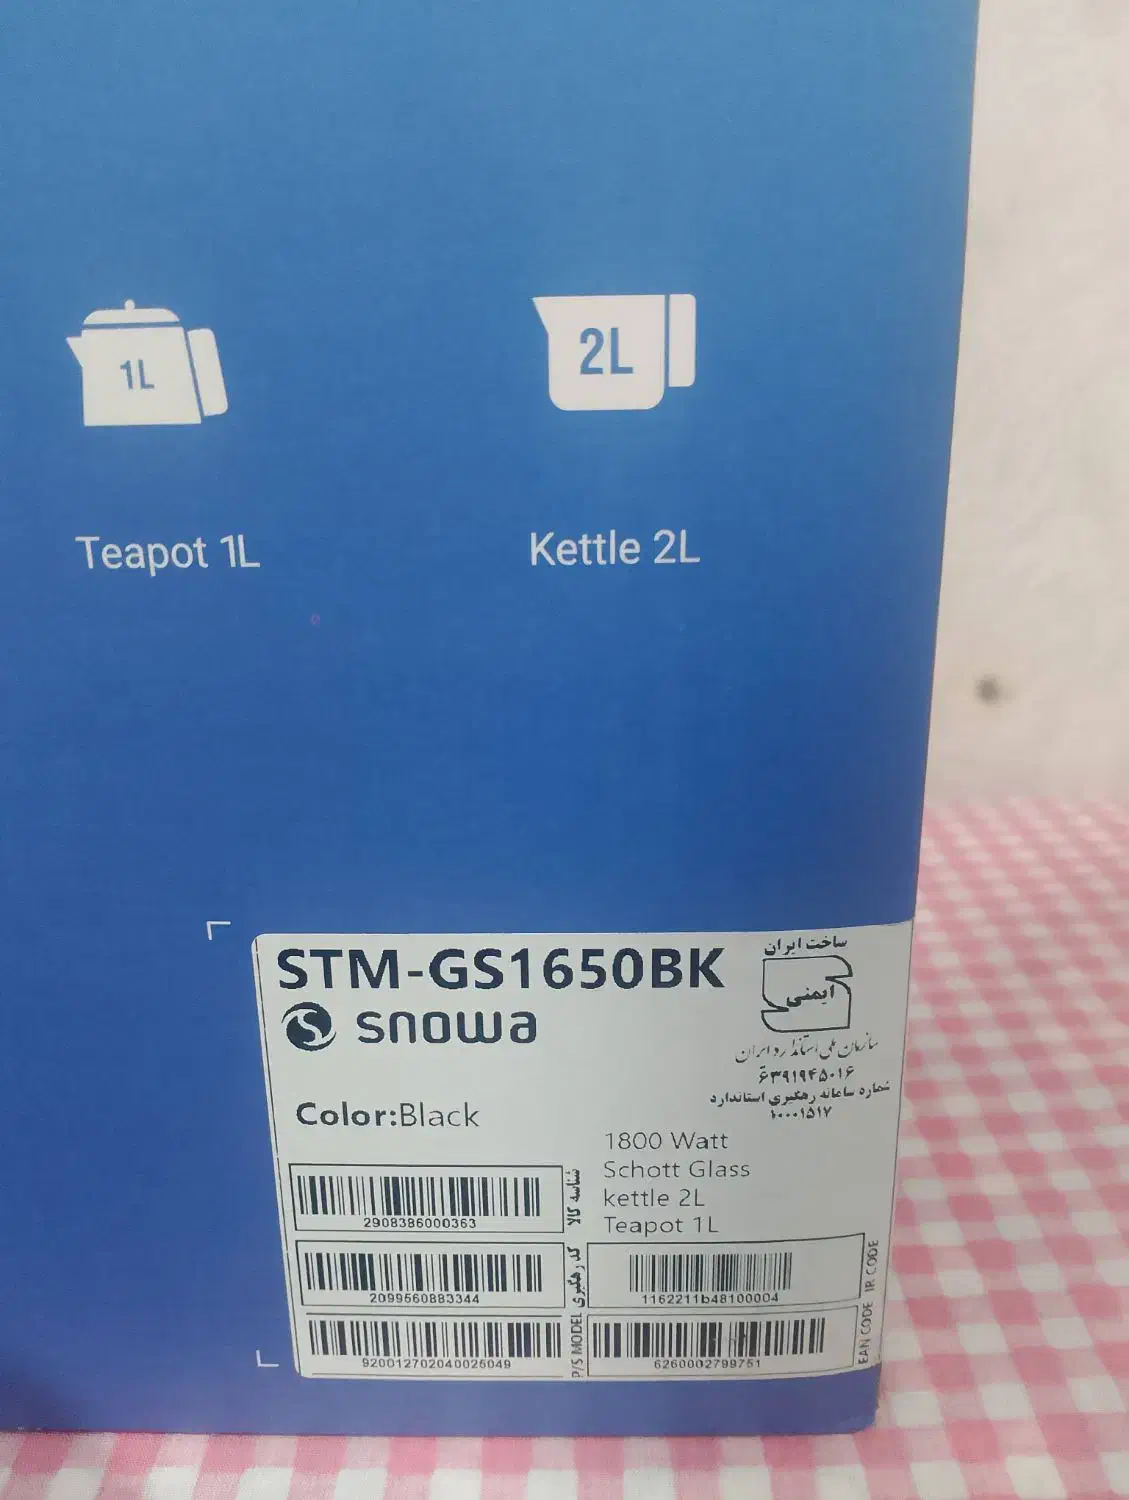 1L
2L
Teapot 1L
Kettle 2L
STM-GS1650BK
snowa
ساخت ایران
ایمنی
سازمان ملی استاندارد ایران
۶۳۹۱۹۴۵۰۱۶
شماره سامانه رهگیری استاندارد
۱۰۰۰۱۵۱۷
Color:Black
1800 Watt
Schott Glass
kettle 2L
Teapot 1L
2908386000363
شناسه کالا
2099560883344
کد رهگیری
1162211b48100004
IR CODE
920012702040025049
P/S MODEL
6260002799751
EAN CODE